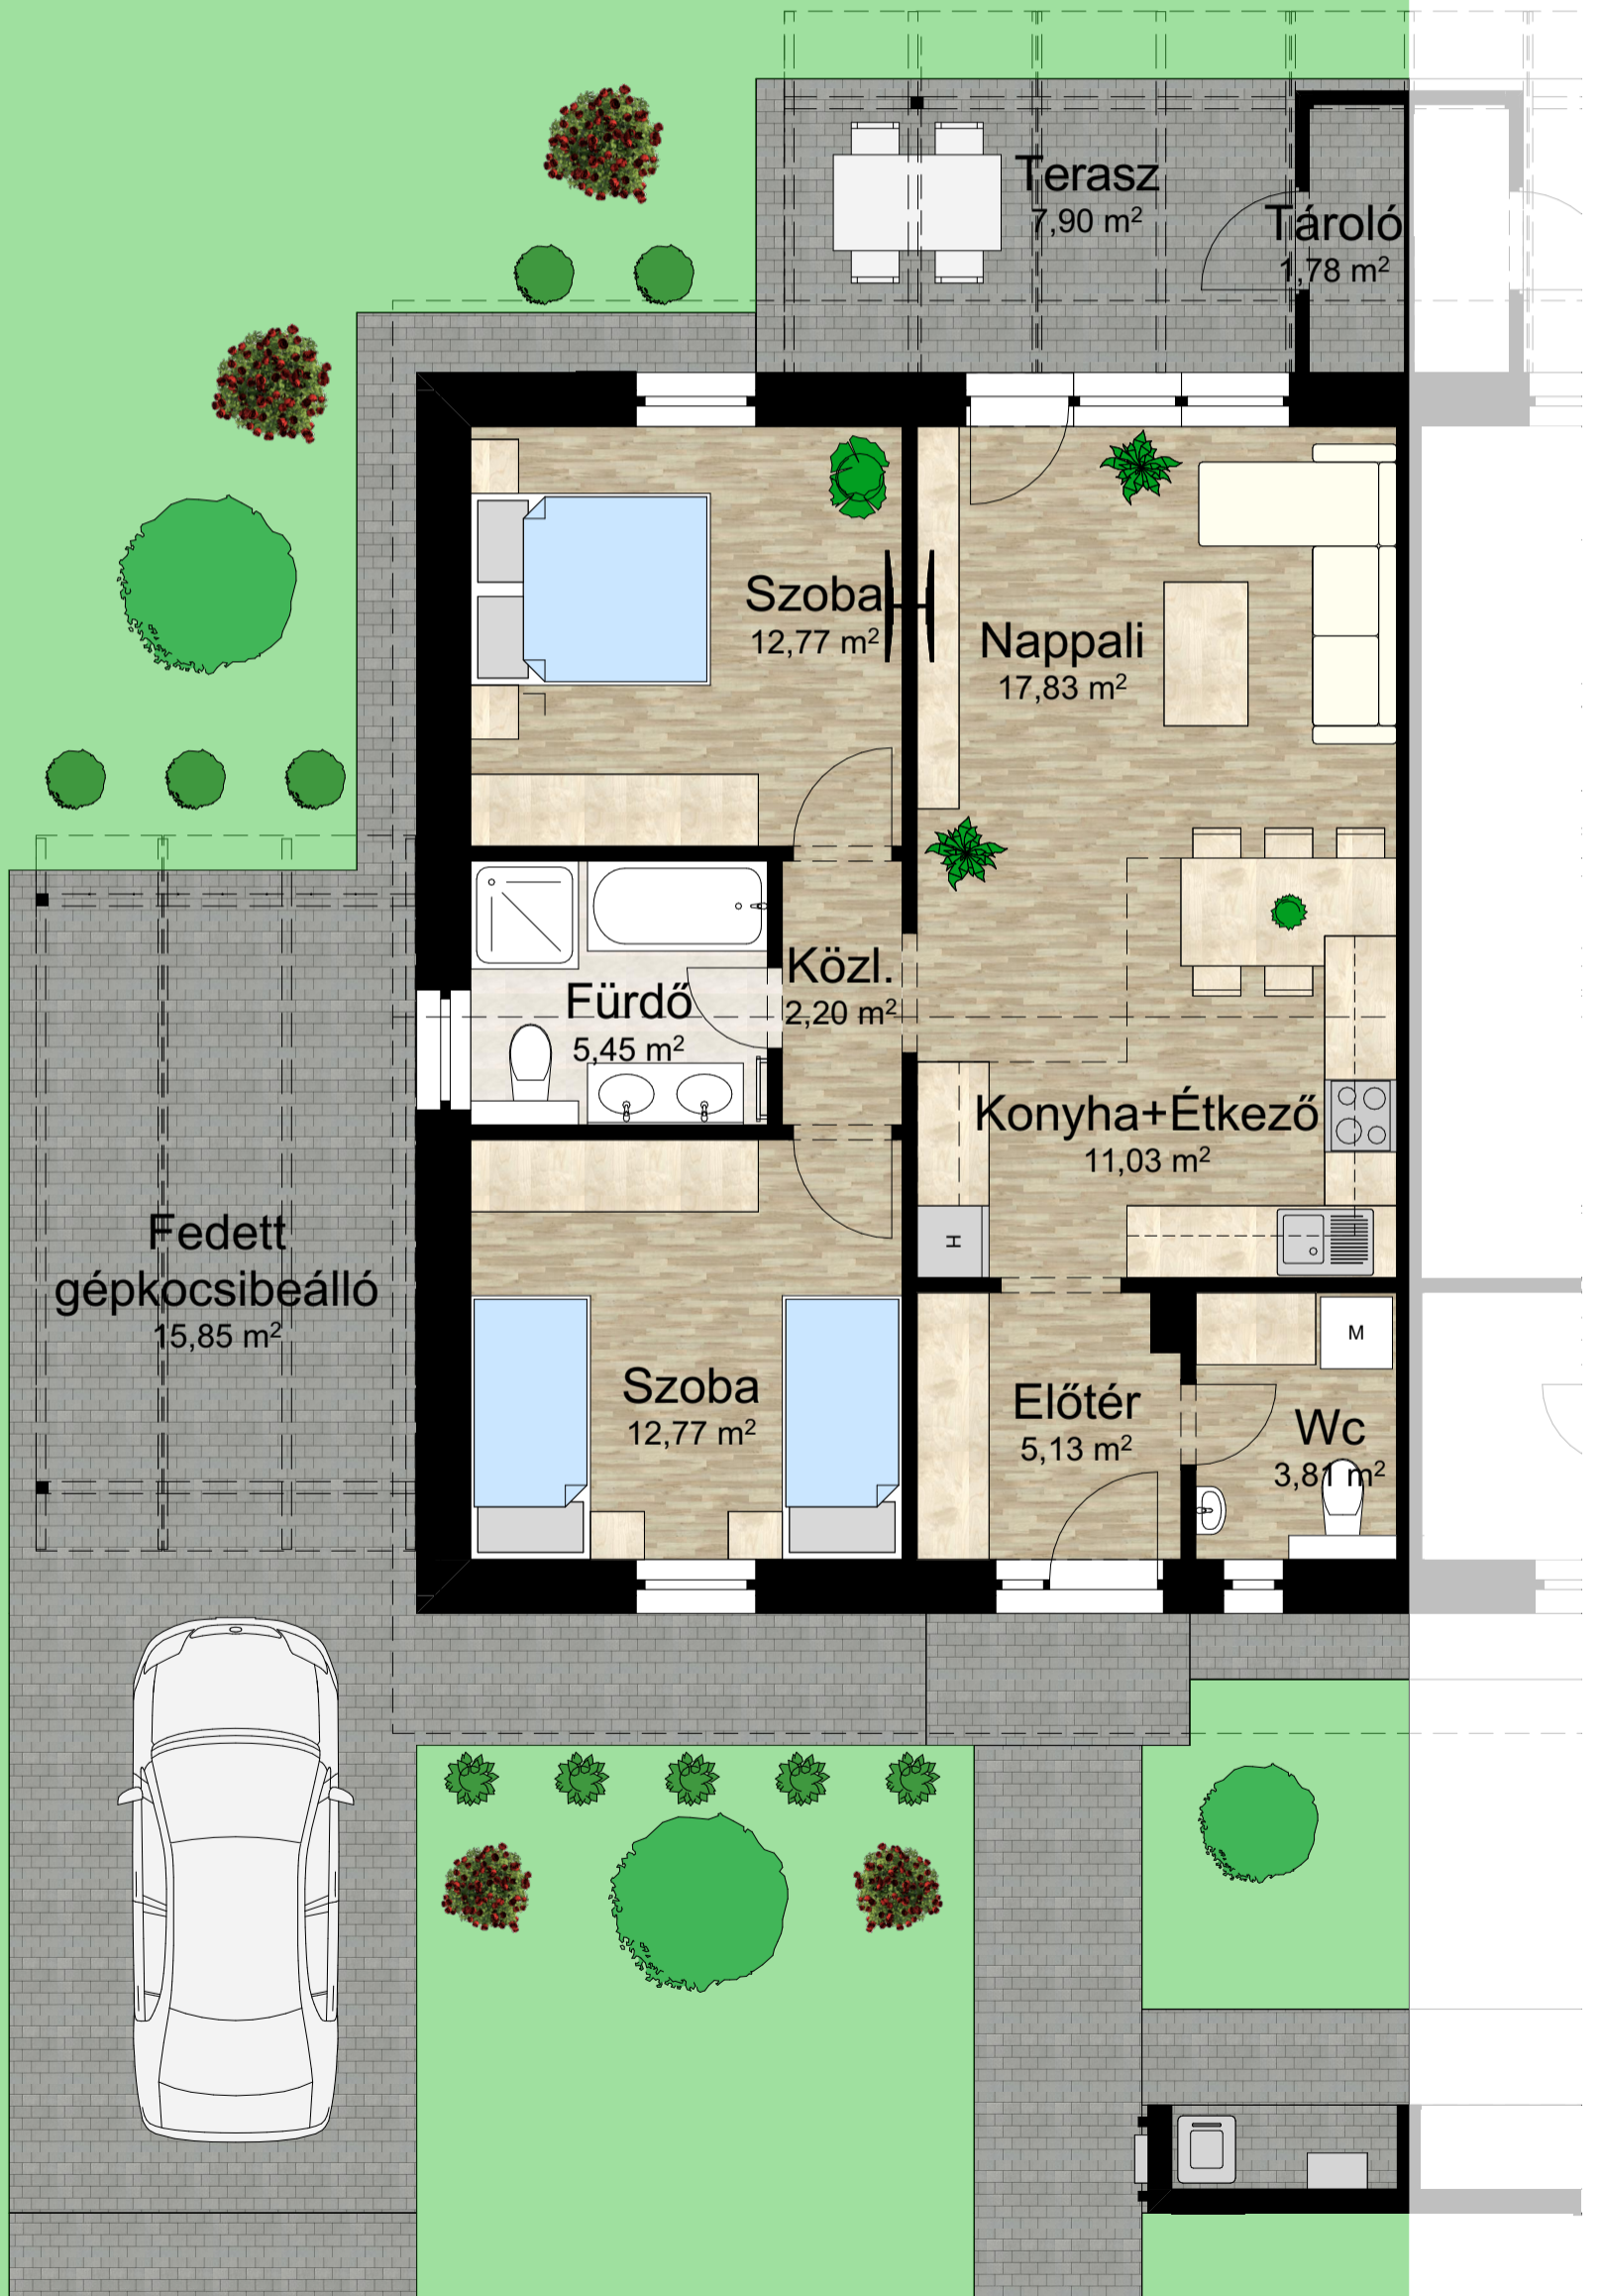 Terasz
7,90 m²
Tároló
1,78 m²
Szoba
12,77 m²
Nappali
17,83 m²
Közl.
2,20 m²
Fürdő
5,45 m²
Konyha+Étkező
11,03 m²
H
Fedett
gépkocsibeálló
15,85 m²
Szoba
12,77 m²
Előtér
5,13 m²
M
Wc
3,81 m²